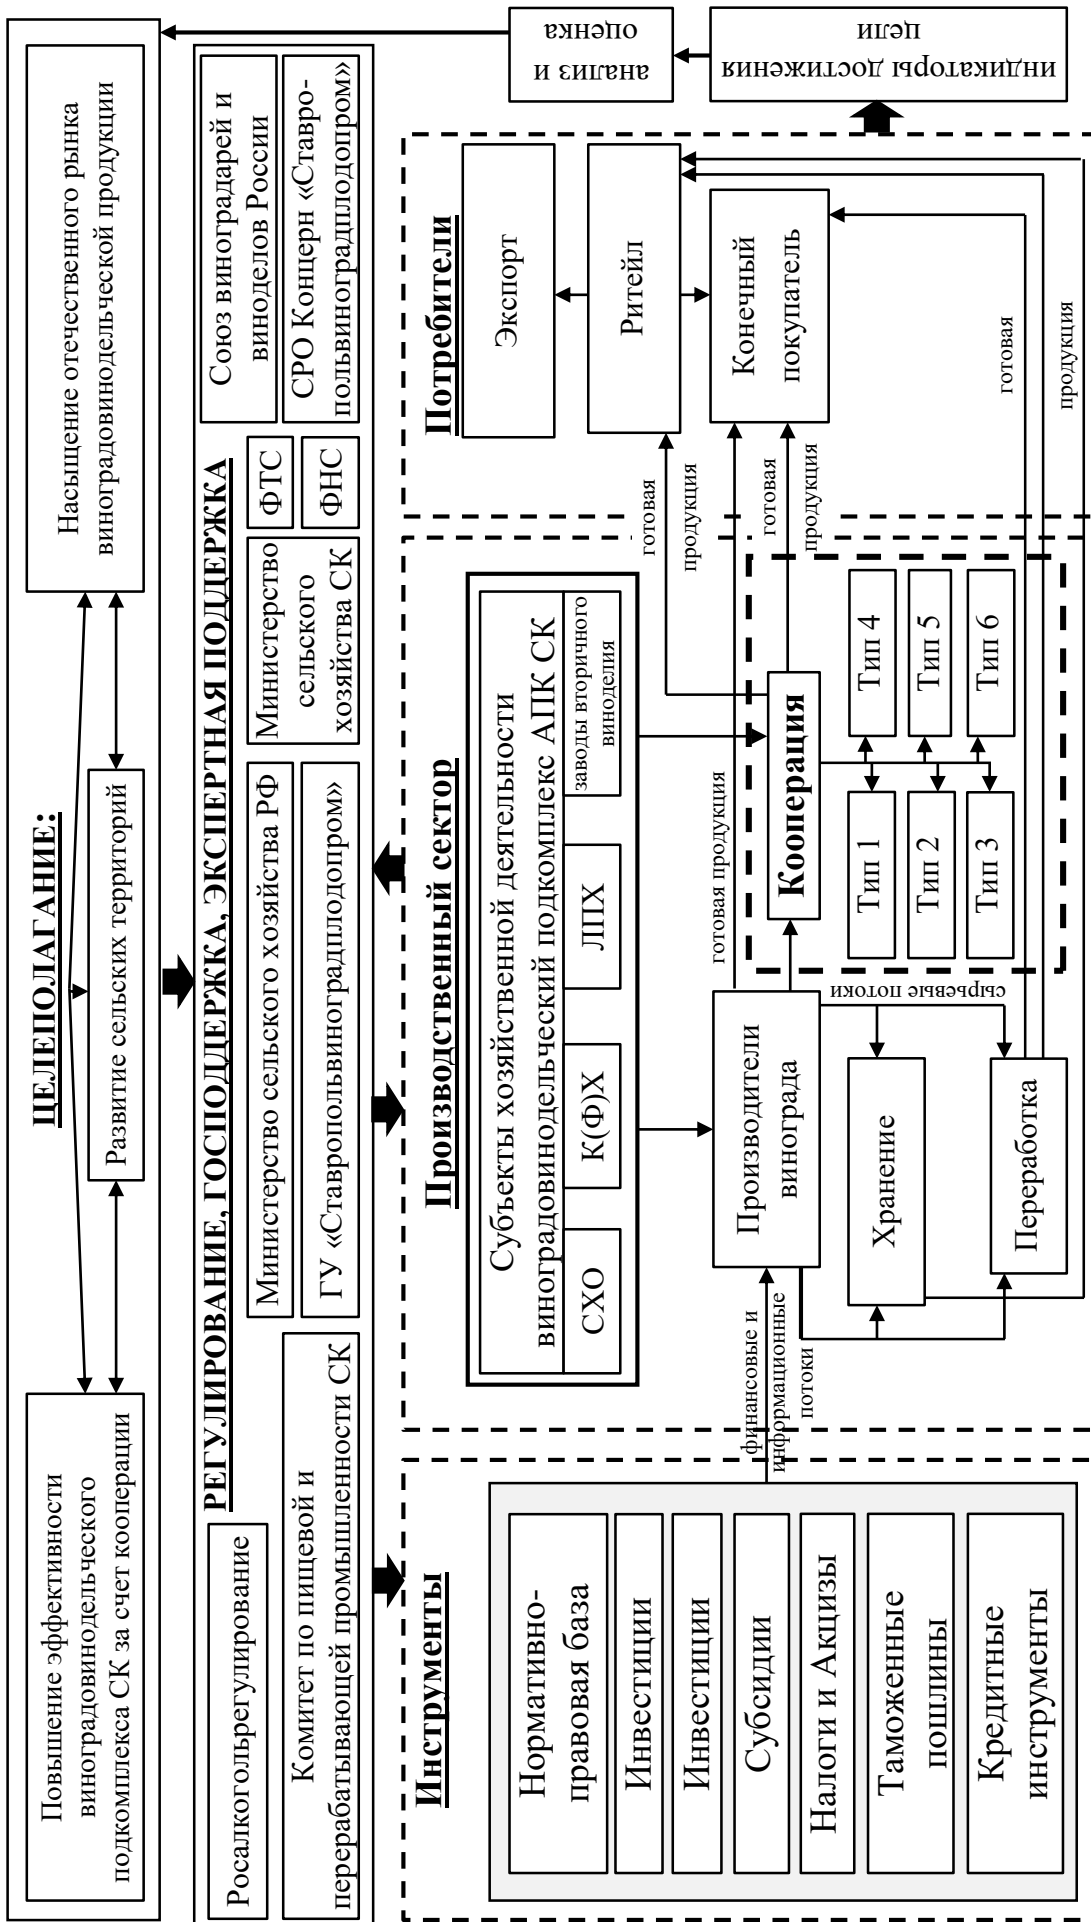 ЦЕЛЕПОЛАГАНИЕ:
Повышение эффективности
виноградовинодельческого
подкомплекса СК за счет кооперации
Развитие сельских территорий
Насыщение отечественного рынка
виноградовинодельческой продукции
РЕГУЛИРОВАНИЕ, ГОСПОДДЕРЖКА, ЭКСПЕРТНАЯ ПОДДЕРЖКА
Росалкогольрегулирование
Комитет по пищевой и
перерабатывающей промышленности СК
Министерство сельского хозяйства РФ
ГУ «Ставропольвиноградплодопром»
Министерство
сельского
хозяйства СК
ФТС
ФНС
Союз виноградарей и
виноделов России
СРО Концерн «Ставро-
польвиноградплодопром»
Инструменты
Нормативно-
правовая база
Инвестиции
Инвестиции
Субсидии
Налоги и Акцизы
Таможенные
пошлины
Кредитные
инструменты
финансовые и
информационные
потоки
Производственный сектор
Субъекты хозяйственной деятельности
виноградовинодельческий подкомплекс АПК СК
СХО
К(Ф)Х
ЛПХ
заводы вторичного
виноделия
Производители
винограда
Хранение
Переработка
сырьевые потоки
готовая продукция
Кооперация
Тип 1
Тип 2
Тип 3
Тип 4
Тип 5
Тип 6
готовая
продукция
готовая
продукция
Потребители
Экспорт
Ритейл
Конечный
покупатель
готовая
продукция
анализ и
оценка
индикаторы достижения
цели